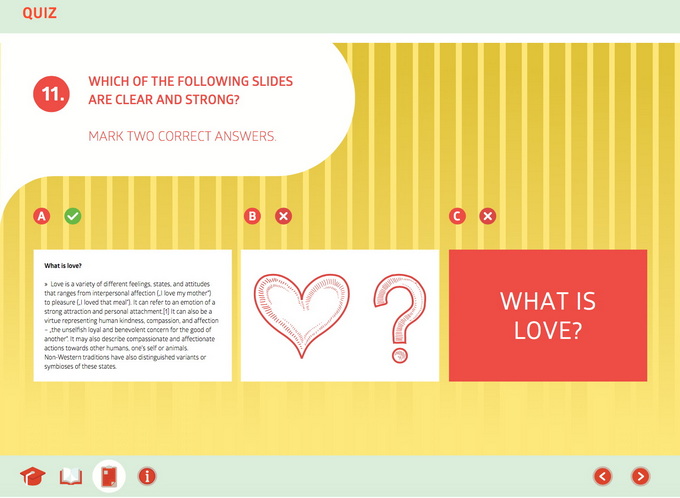 QUIZ
11.
WHICH OF THE FOLLOWING SLIDES
ARE CLEAR AND STRONG?
MARK TWO CORRECT ANSWERS.
A
B
C
What is love?
» Love is a variety of different feelings, states, and attitudes
that ranges from interpersonal affection („I love my mother”)
to pleasure („I loved that meal”). It can refer to an emotion of a
strong attraction and personal attachment.[1] It can also be a
virtue representing human kindness, compassion, and affection
– „the unselfish loyal and benevolent concern for the good of
another”. It may also describe compassionate and affectionate
actions towards other humans, one's self or animals.
Non-Western traditions have also distinguished variants or
symbioses of these states.
?
WHAT IS
LOVE?
i